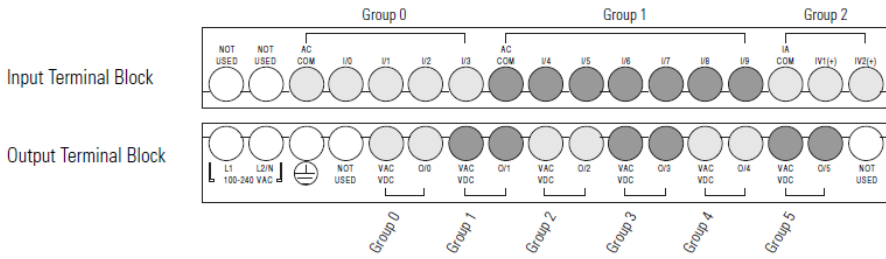 Group 0 Group 1 Group 2
NOT NOT AC AC IA
USED USED COM I/0 I/1 I/2 I/3 COM I/4 I/5 I/6 I/7 I/8 I/9 COM IV1(+) IV2(+)
Input Terminal Block
Output Terminal Block
L1 L2/N NOT VAC O/0 VAC O/1 VAC O/2 VAC O/3 VAC O/4 VAC O/5 NOT
100-240 VAC USED VDC VDC VDC VDC VDC VDC USED
Group 0 Group 1 Group 2 Group 3 Group 4 Group 5